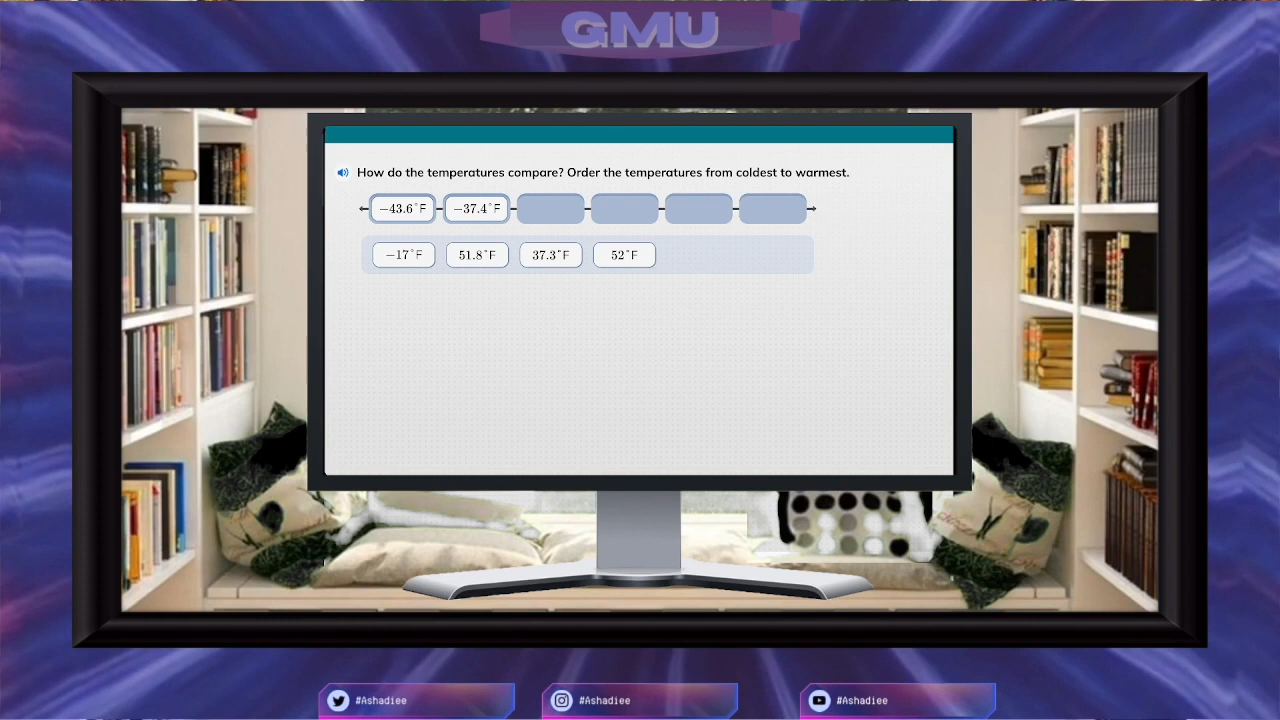 GMU
How do the temperatures compare? Order the temperatures from coldest to warmest.
−43.6°F −37.4°F
−17°F 51.8°F 37.3°F 52°F
#Ashadiee #Ashadiee #Ashadiee